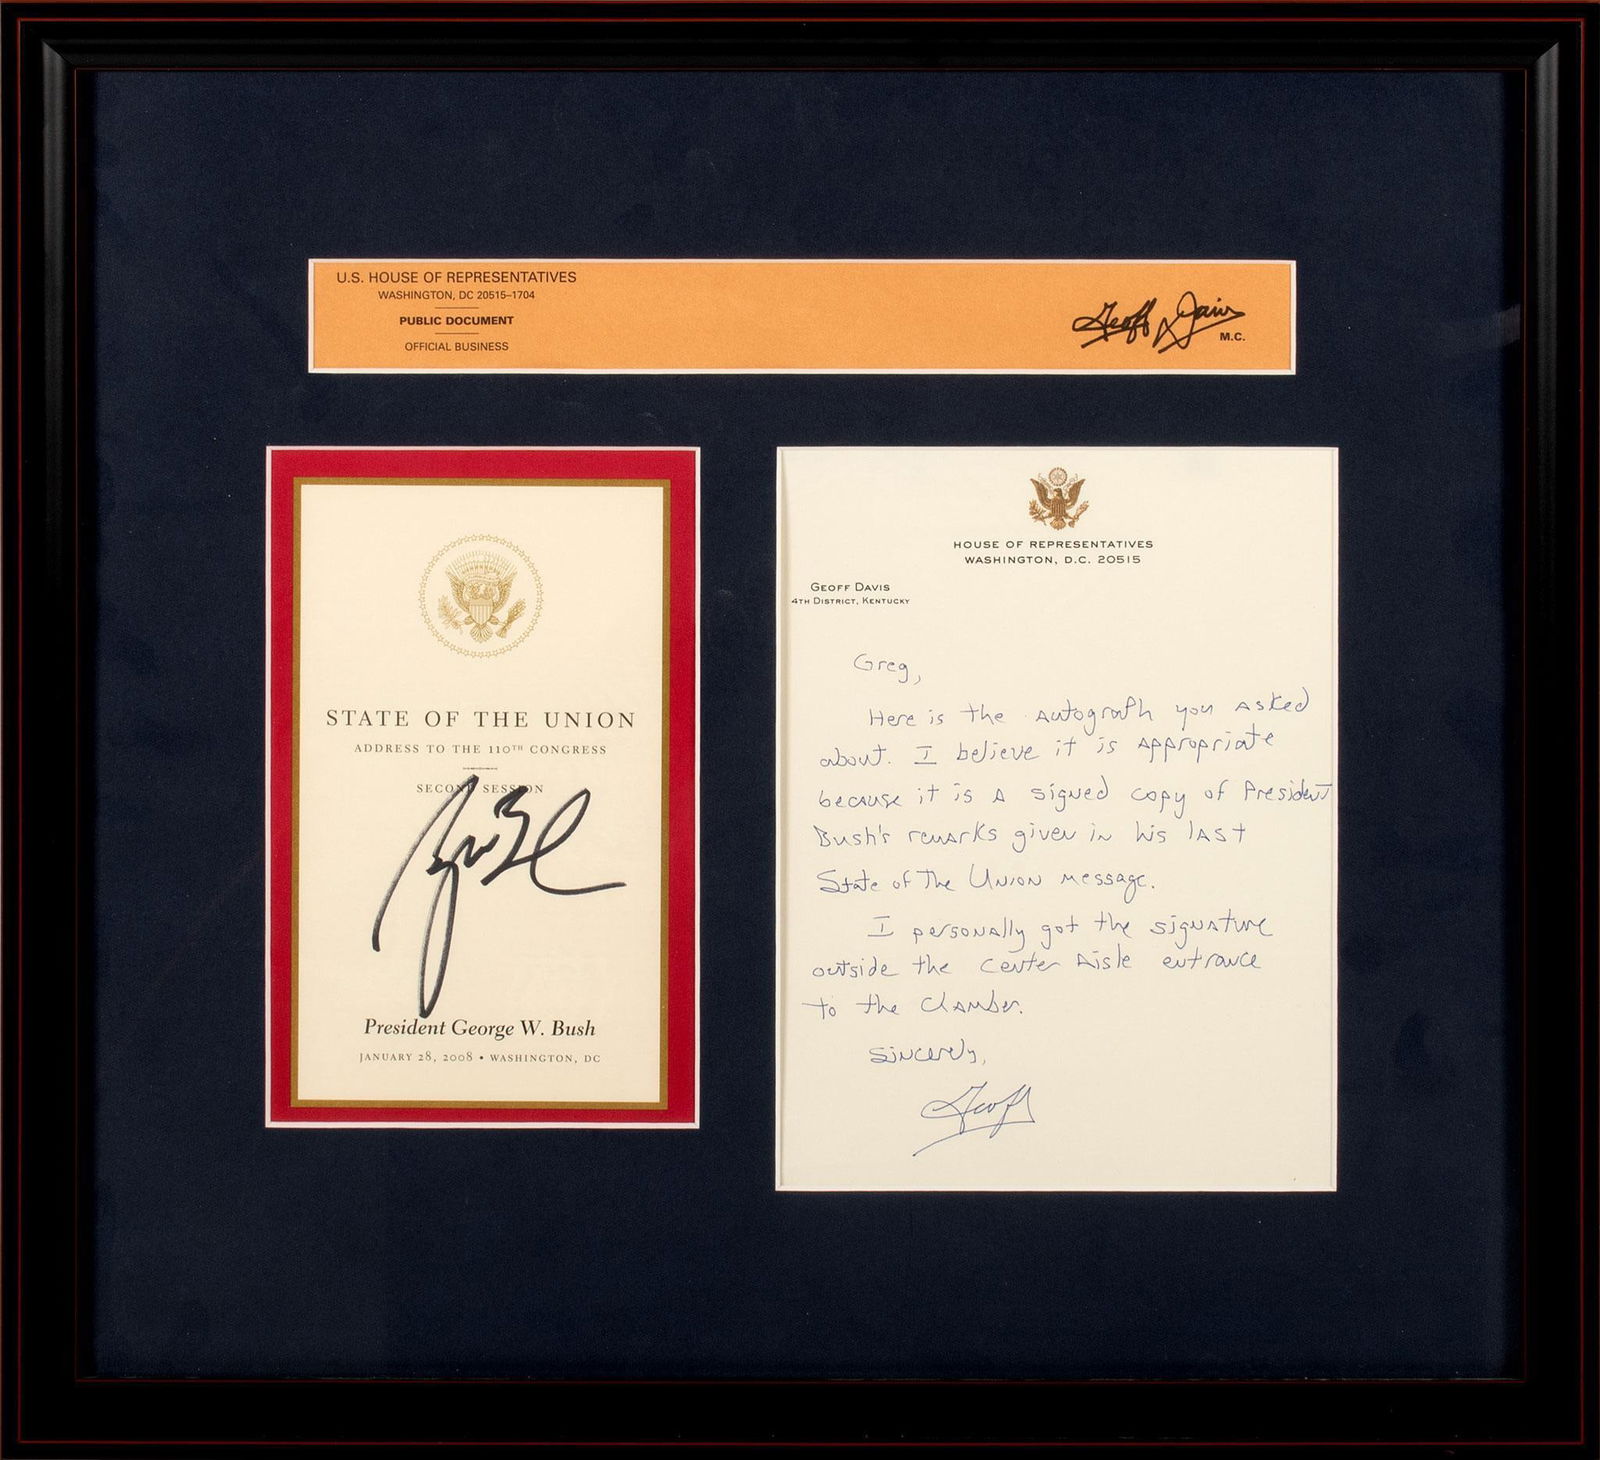 U.S. HOUSE OF REPRESENTATIVES
WASHINGTON, DC 20515–1704
PUBLIC DOCUMENT
OFFICIAL BUSINESS
Geoff Davis
M.C.
STATE OF THE UNION
ADDRESS TO THE 110TH CONGRESS
SECOND SESSION
President George W. Bush
JANUARY 28, 2008 • WASHINGTON, DC
HOUSE OF REPRESENTATIVES
WASHINGTON, D.C. 20515
GEOFF DAVIS
4TH DISTRICT, KENTUCKY
Greg,
Here is the Autograph you Asked
about. I believe it is Appropriate
because it is a signed copy of President
Bush's remarks given in his last
State of The Union message.
I personally got the signature
outside the center Aisle entrance
to the chamber.
Sincerely,
Geoff